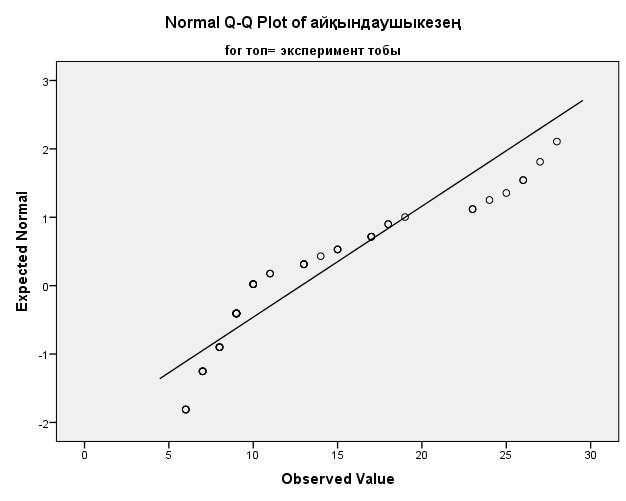 Normal Q-Q Plot of айқындаушыкезең
for топ= эксперимент тобы
3
2
1
0
-1
-2
Expected Normal
0 5 10 15 20 25 30
Observed Value